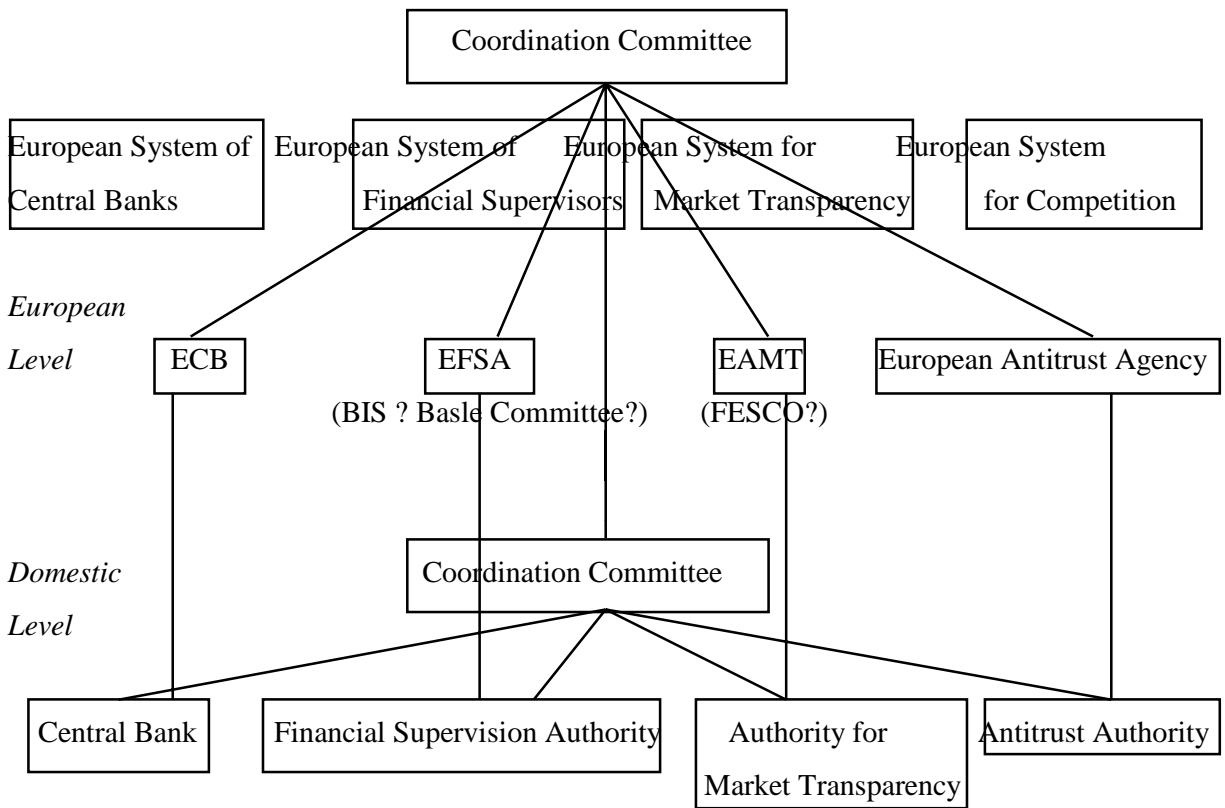 Coordination Committee
European System of
Central Banks
European System of
Financial Supervisors
European System for
Market Transparency
European System
for Competition
European
Level
ECB
EFSA
(BIS ? Basle Committee?)
EAMT
(FESCO?)
European Antitrust Agency
Domestic
Level
Coordination Committee
Central Bank
Financial Supervision Authority
Authority for
Market Transparency
Antitrust Authority